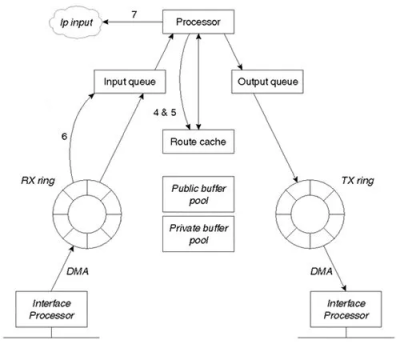 Ip input
7
Processor
Input queue
4 & 5
Output queue
6
Route cache
RX ring
Public buffer
pool
TX ring
Private buffer
pool
DMA
DMA
Interface
Processor
Interface
Processor